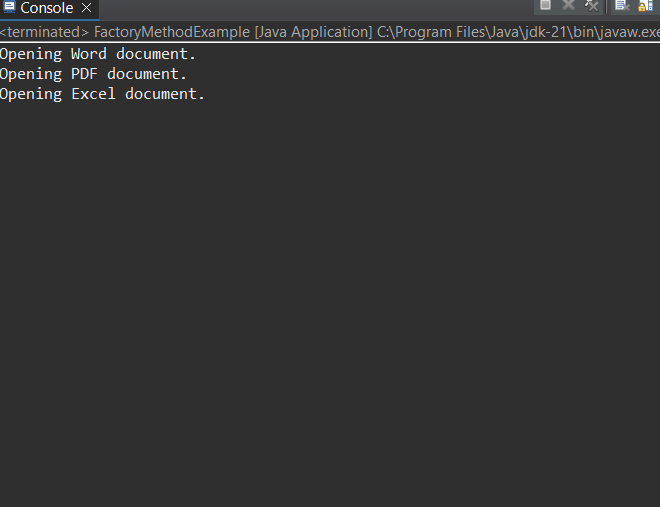 Console
<terminated> FactoryMethodExample [Java Application] C:\Program Files\Java\jdk-21\bin\javaw.exe
Opening Word document.
Opening PDF document.
Opening Excel document.